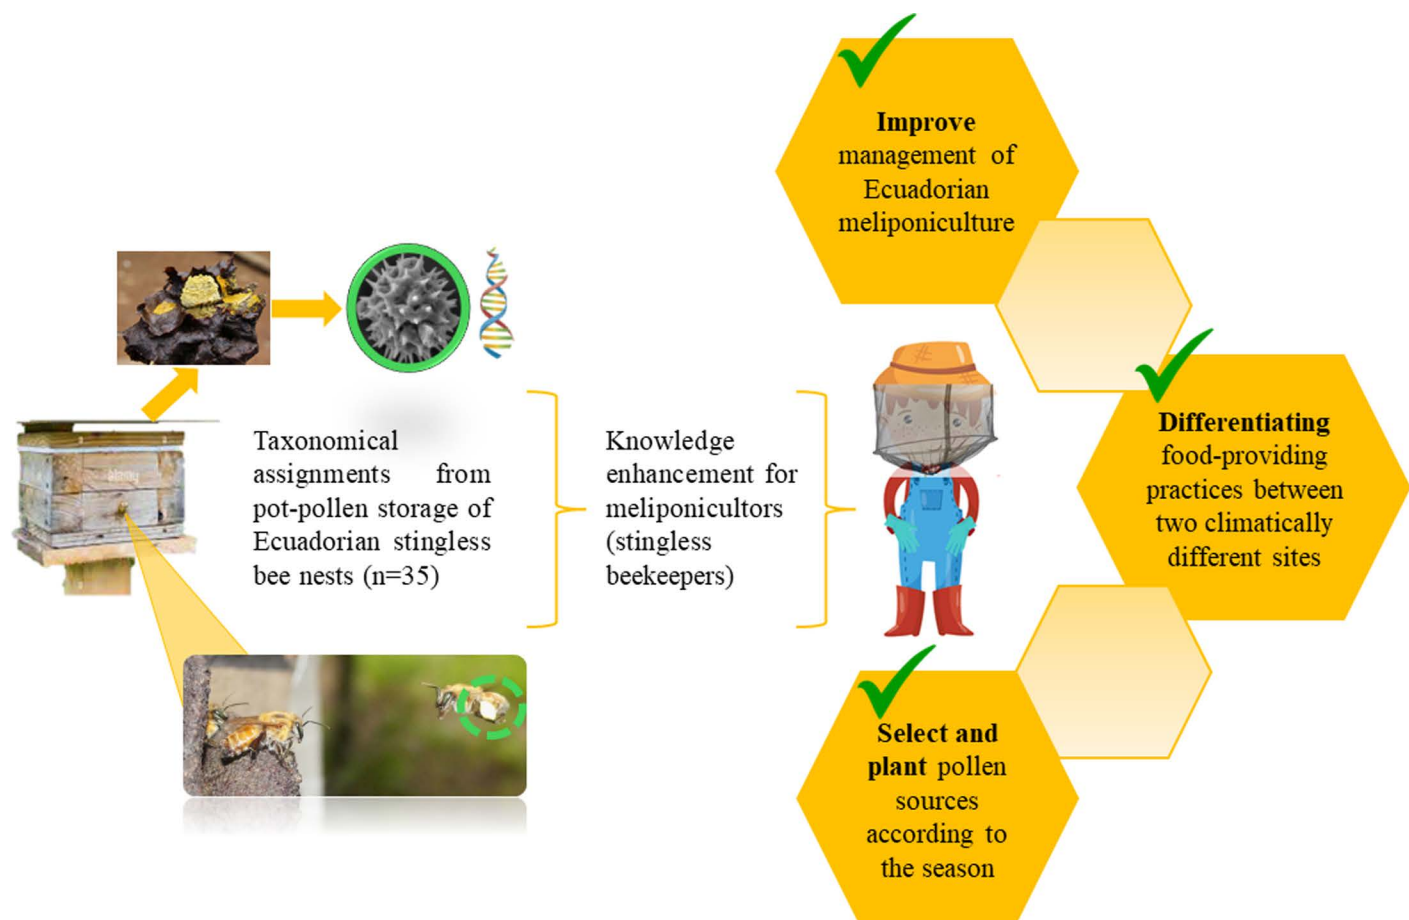 Improve
management of
Ecuadorian
meliponiculture
Taxonomical
assignments from
pot-pollen storage of
Ecuadorian stingless
bee nests (n=35)
Knowledge
enhancement for
meliponicultors
(stingless
beekeepers)
Differentiating
food-providing
practices between
two climatically
different sites
Select and
plant pollen
sources
according to
the season
alamy